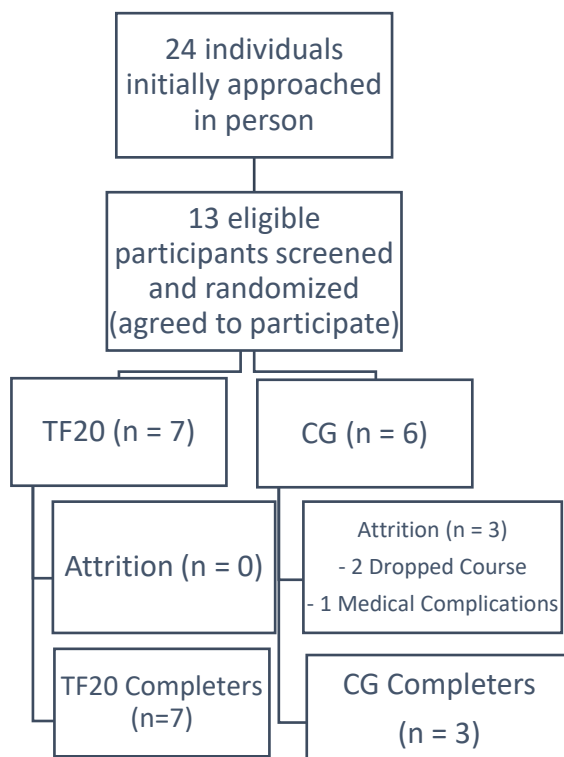 24 individuals
initially approached
in person
13 eligible
participants screened
and randomized
(agreed to participate)
TF20 (n = 7)
CG (n = 6)
Attrition (n = 0)
Attrition (n = 3)
- 2 Dropped Course
- 1 Medical Complications
TF20 Completers
(n=7)
CG Completers
(n = 3)